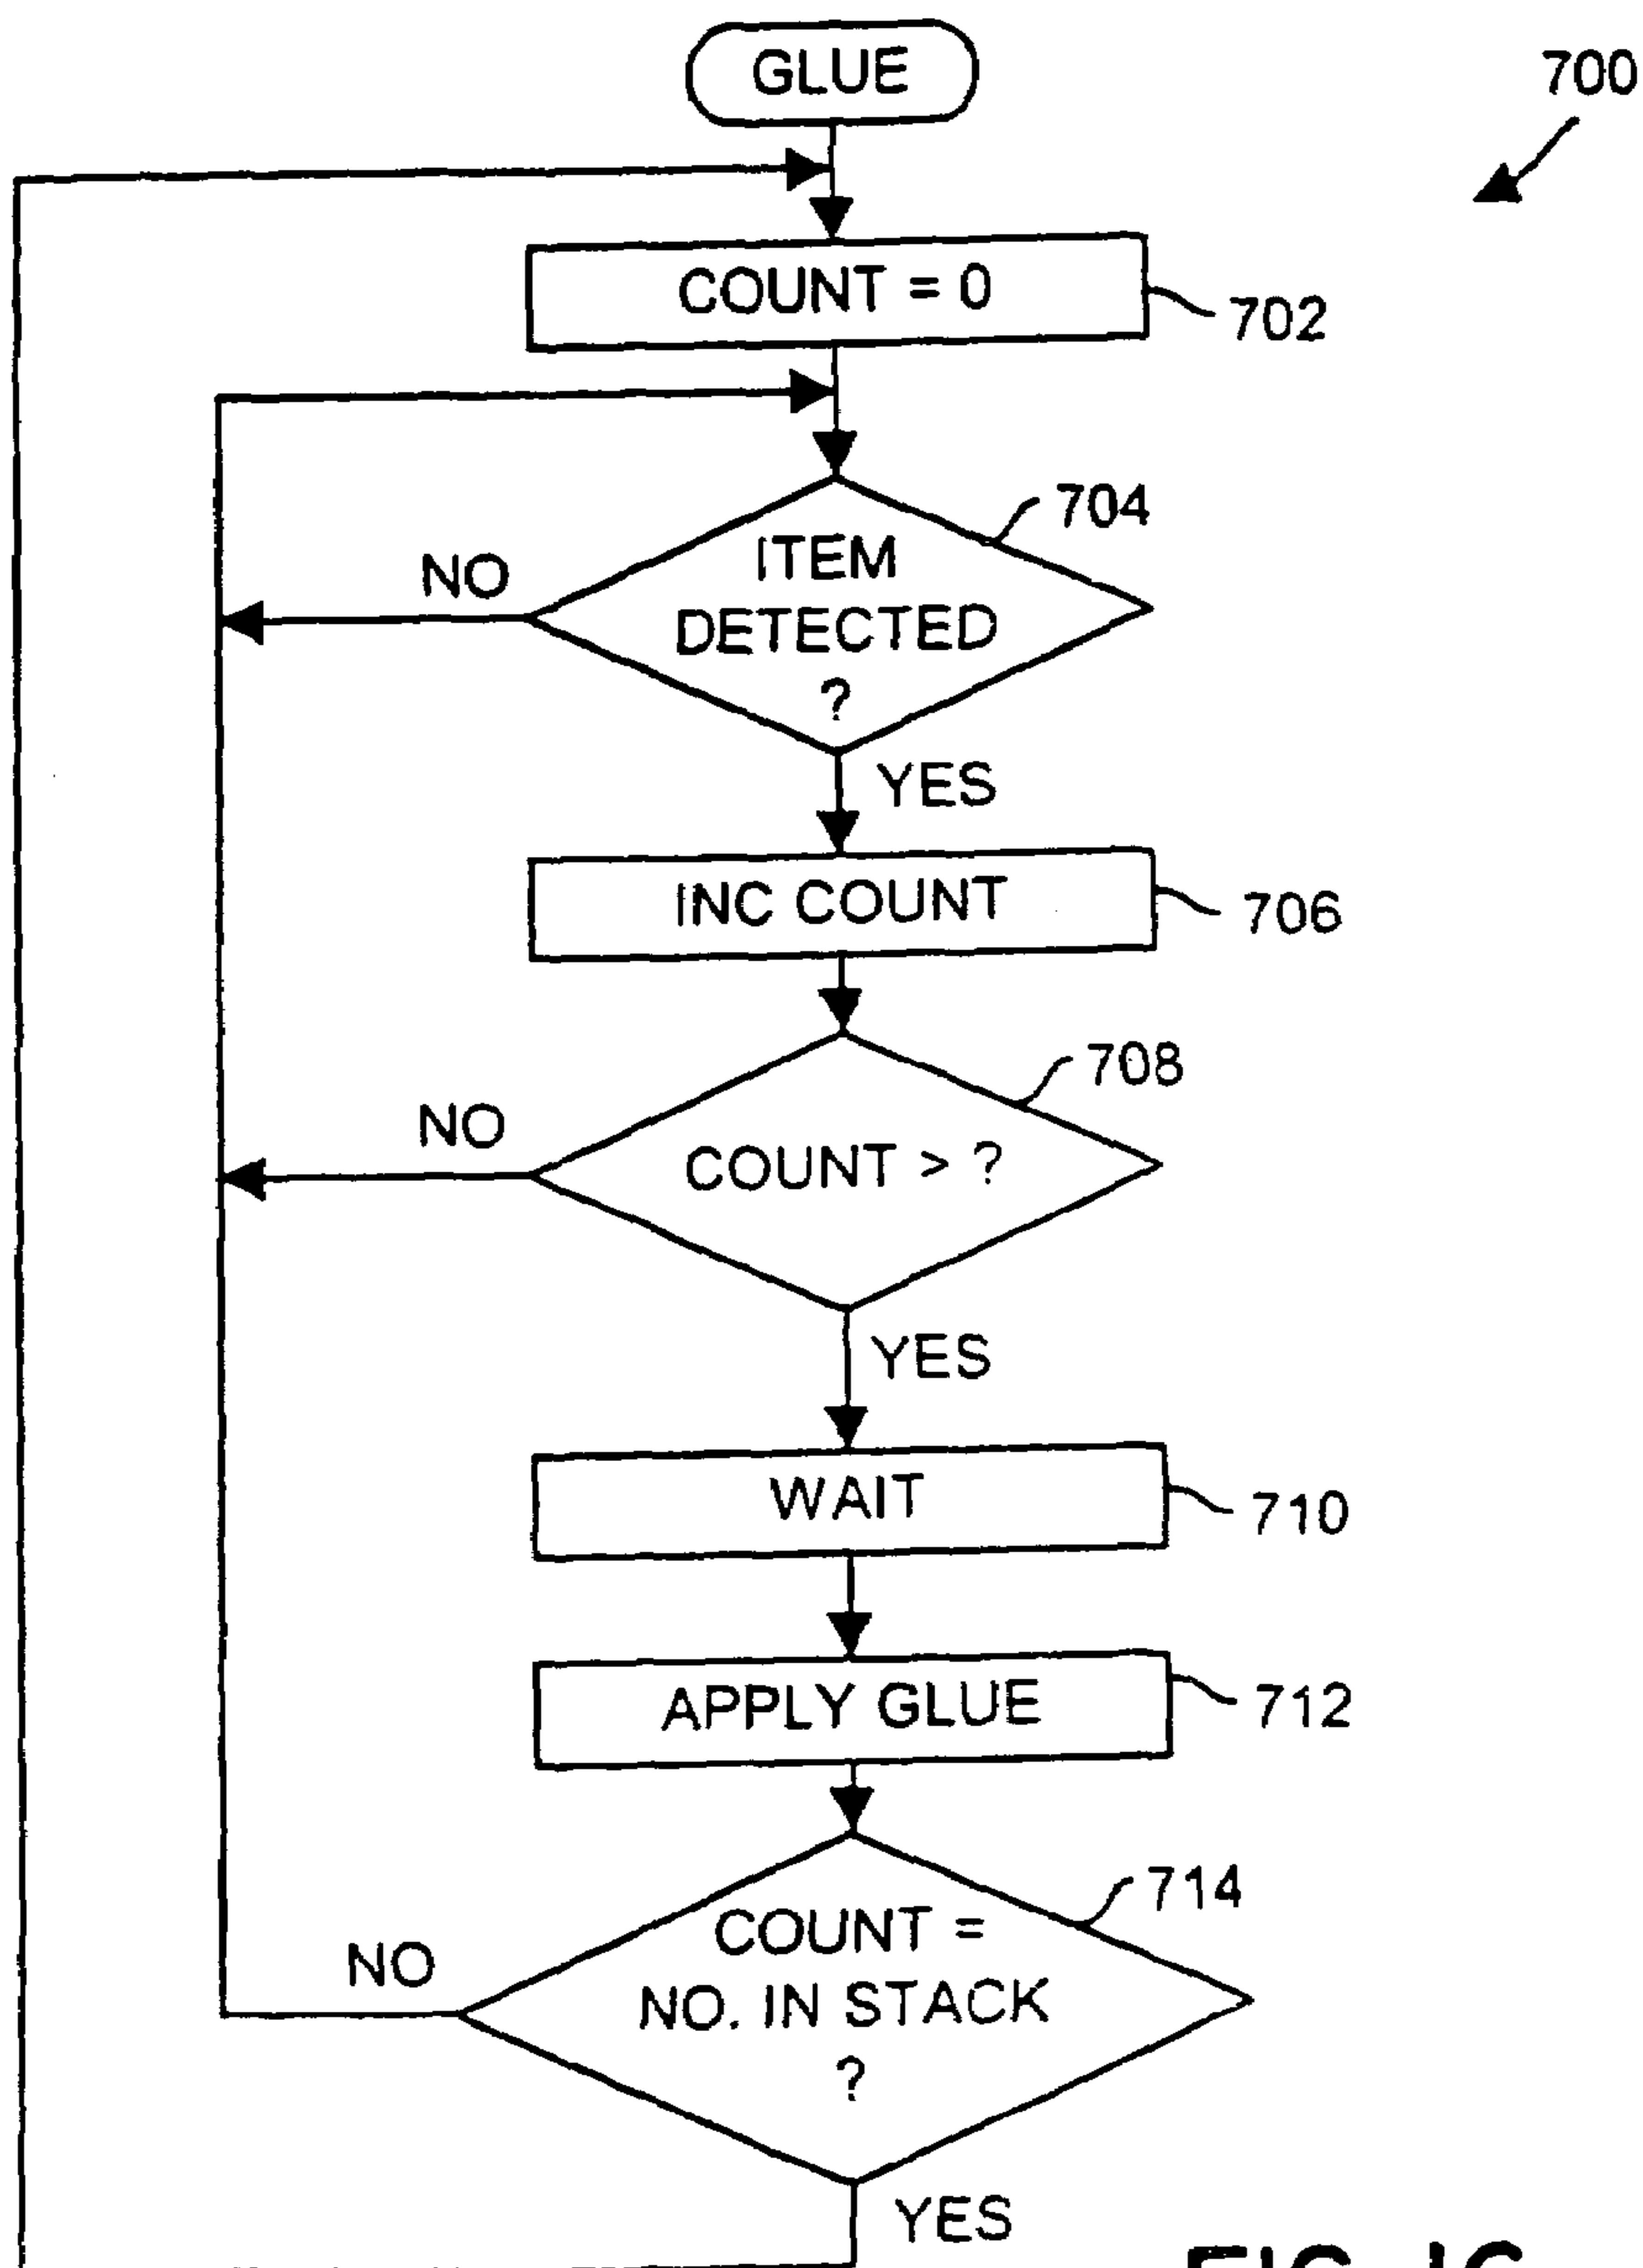 GLUE
700
COUNT = 0
702
704
NO
ITEM
DETECTED
?
YES
INC COUNT
706
708
NO
COUNT > ?
YES
WAIT
710
APPLY GLUE
712
714
NO
COUNT =
NO. IN STACK
?
YES